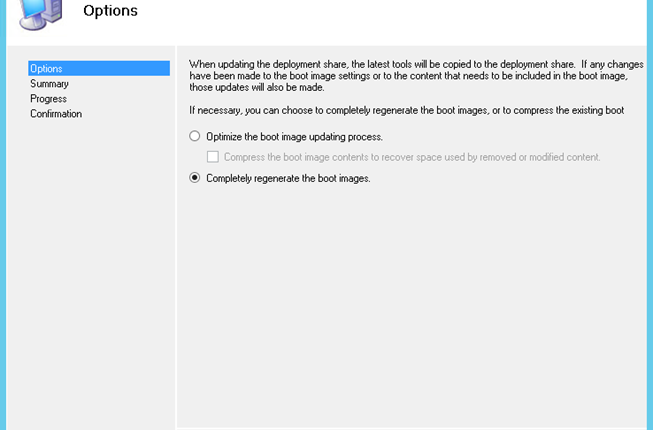 Options
Options
Summary
Progress
Confirmation
When updating the deployment share, the latest tools will be copied to the deployment share.  If any changes
have been made to the boot image settings or to the content that needs to be included in the boot image,
those updates will also be made.
If necessary, you can choose to completely regenerate the boot images, or to compress the existing boot
Optimize the boot image updating process.
Compress the boot image contents to recover space used by removed or modified content.
Completely regenerate the boot images.